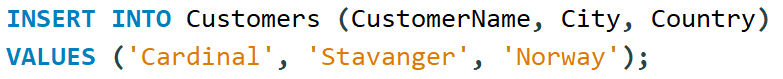 INSERT INTO Customers (CustomerName, City, Country)
VALUES ('Cardinal', 'Stavanger', 'Norway');